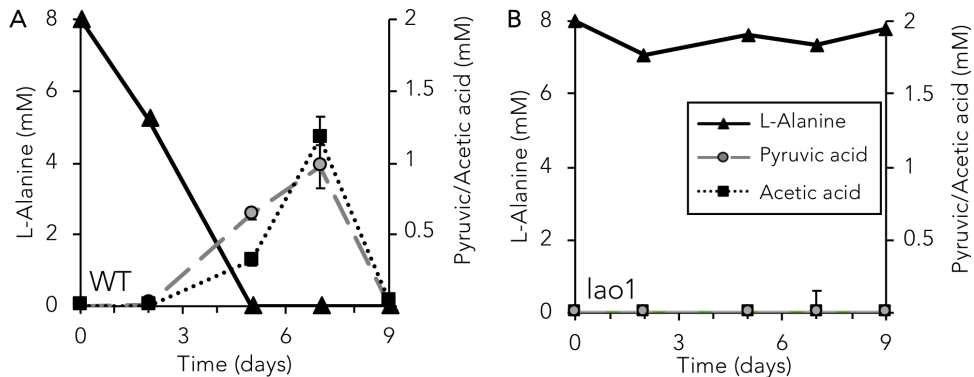 A
L-Alanine (mM)
8
6
4
2
0
2
1.5
1
0.5
Pyruvic/Acetic acid (mM)
WT
0
3
6
9
Time (days)
B
L-Alanine (mM)
8
6
4
2
0
2
1.5
1
0.5
Pyruvic/Acetic acid (mM)
L-Alanine
Pyruvic acid
Acetic acid
lao1
0
3
6
9
Time (days)